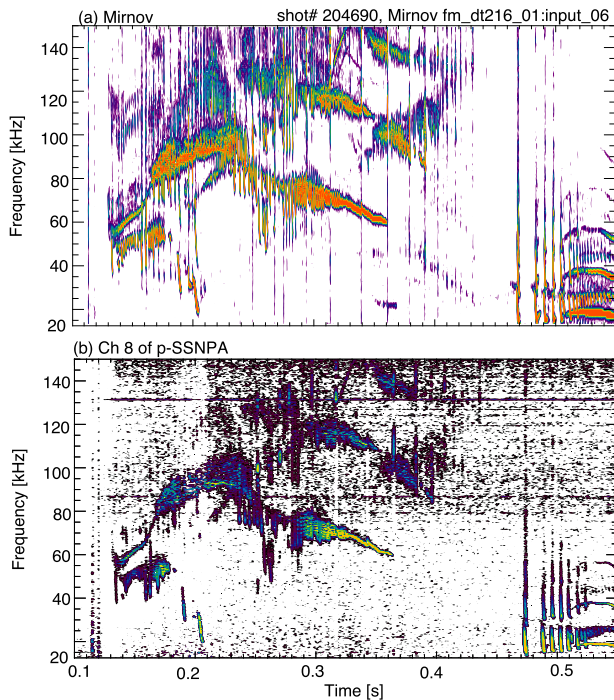 (a) Mirnov shot# 204690, Mirnov fm_dt216_01:input_06
140
120
100
80
60
40
20
Frequency [kHz]
(b) Ch 8 of p-SSNPA
140
120
100
80
60
40
20
Frequency [kHz]
0.1 0.2 0.3 0.4 0.5
Time [s]